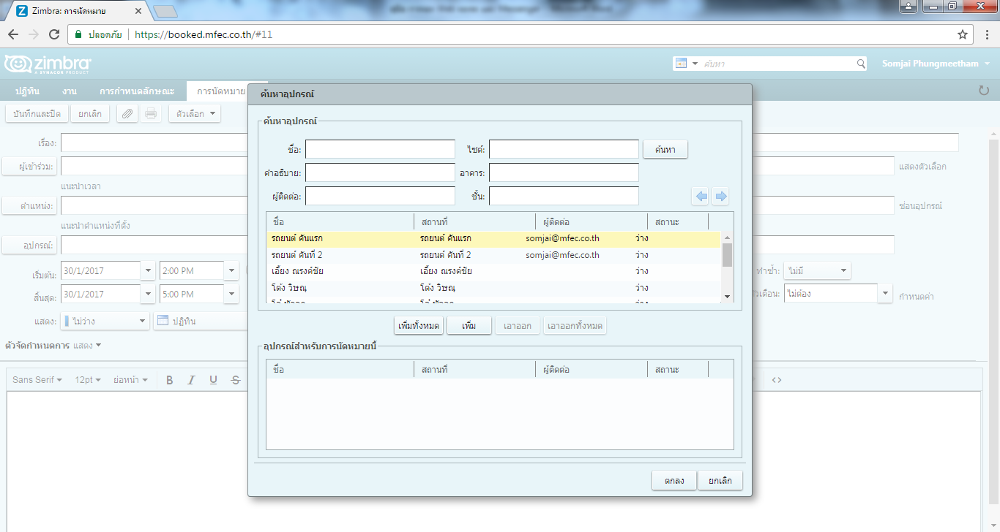 Zimbra: การนัดหมาย
ปลอดภัย https://booked.mfec.co.th/#11
zimbra
A SYNACOR PRODUCT
ค้นหา
Somjai Phungmeetham
ปฏิทิน งาน การกำหนดลักษณะ การนัดหมาย
บันทึกและปิด ยกเลิก ตัวเลือก
เรื่อง:
ผู้เข้าร่วม: แสดงตัวเลือก
แนะนำเวลา
ตำแหน่ง: ซ่อนอุปกรณ์
แนะนำตำแหน่งที่ตั้ง
อุปกรณ์:
เริ่มต้น: 30/1/2017 2:00 PM ทำซ้ำ: ไม่มี
สิ้นสุด: 30/1/2017 5:00 PM ไม่ต้อง กำหนดค่า
แสดง: ไม่ว่าง ปฏิทิน
ตัวจัดกำหนดการ แสดง
Sans Serif 12pt ย่อหน้า B I U S <>
ค้นหาอุปกรณ์
ค้นหาอุปกรณ์
ชื่อ: ไซต์: ค้นหา
คำอธิบาย: อาคาร:
ผู้ติดต่อ: ชั้น:
ชื่อ สถานที่ ผู้ติดต่อ สถานะ
รถยนต์ คันแรก รถยนต์ คันแรก somjai@mfec.co.th ว่าง
รถยนต์ คันที่ 2 รถยนต์ คันที่ 2 somjai@mfec.co.th ว่าง
เอี้ยง ณรงค์ชัย เอี้ยง ณรงค์ชัย ว่าง
โต้ง วิษณุ โต้ง วิษณุ ว่าง
เพิ่มทั้งหมด เพิ่ม เอาออก เอาออกทั้งหมด
อุปกรณ์สำหรับการนัดหมายนี้
ชื่อ สถานที่ ผู้ติดต่อ สถานะ
ตกลง ยกเลิก